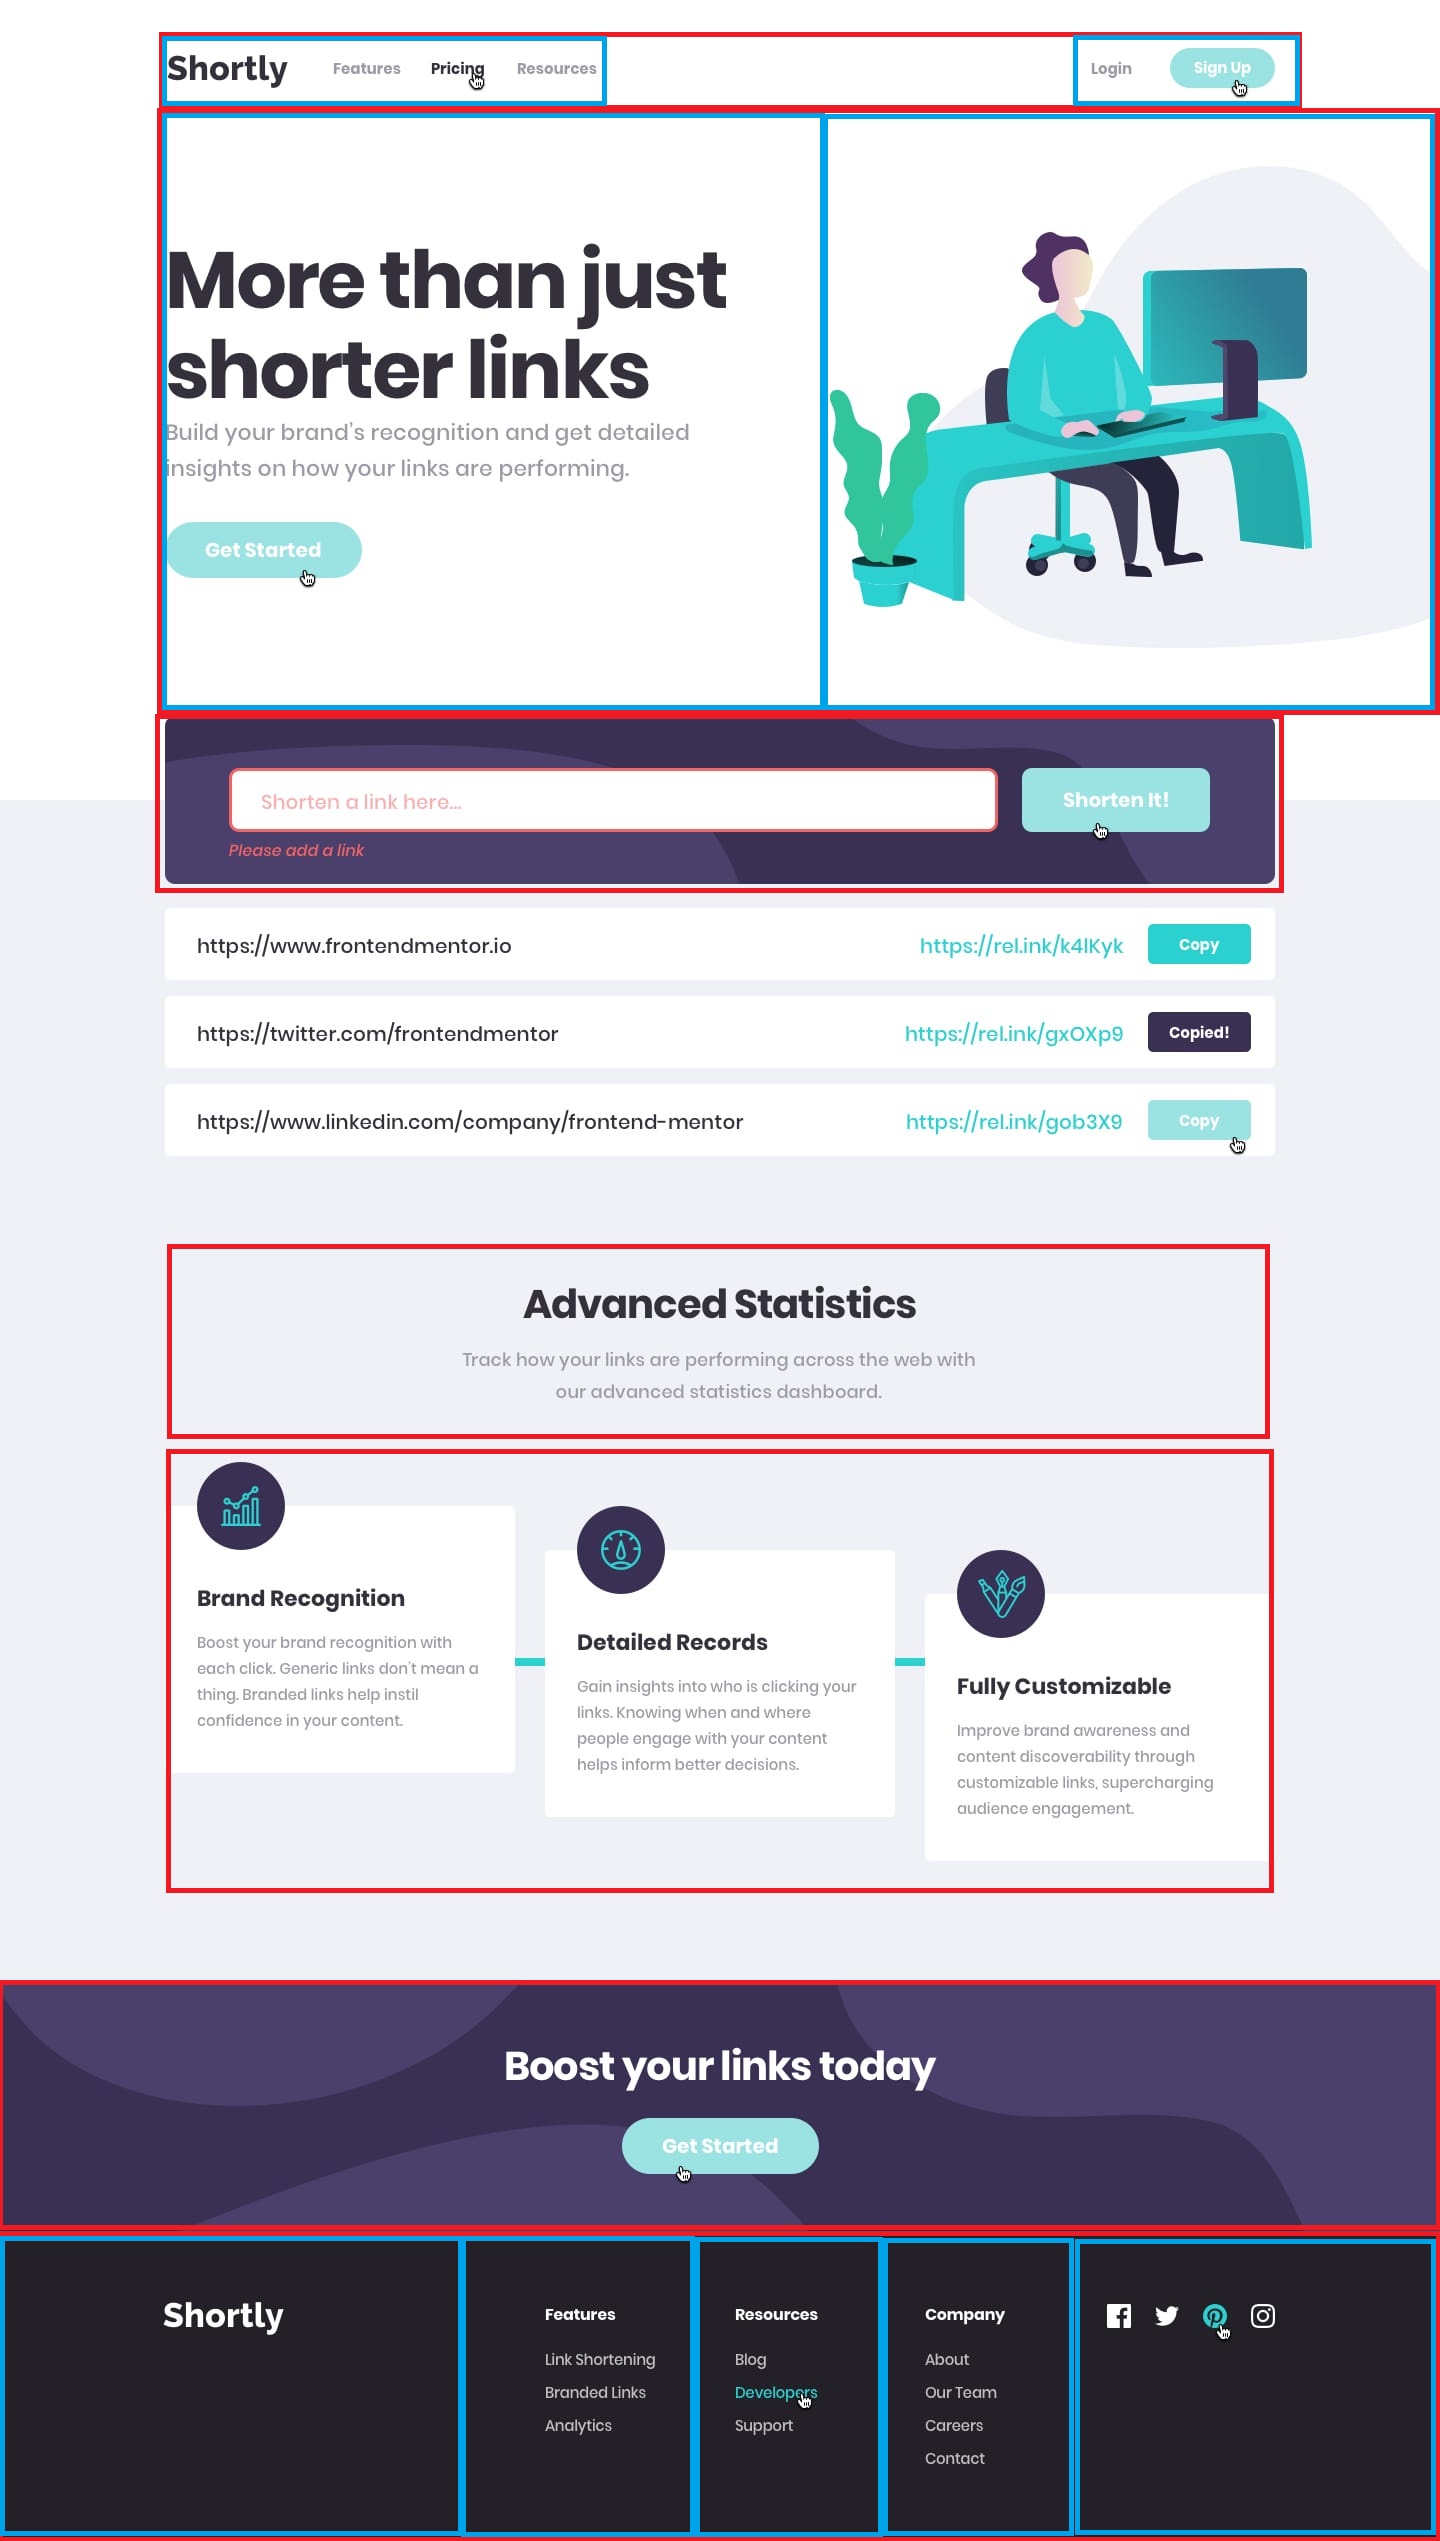 Shortly
Features
Pricing
Resources
Login
Sign Up
More than just
shorter links
Build your brand's recognition and get detailed
insights on how your links are performing.
Get Started
Shorten a link here...
Shorten It!
Please add a link
https://www.frontendmentor.io
https://rel.ink/k4lKyk
Copy
https://twitter.com/frontendmentor
https://rel.ink/gxOXp9
Copied!
https://www.linkedin.com/company/frontend-mentor
https://rel.ink/gob3X9
Copy
Advanced Statistics
Track how your links are performing across the web with
our advanced statistics dashboard.
Brand Recognition
Boost your brand recognition with
each click. Generic links don't mean a
thing. Branded links help instil
confidence in your content.
Detailed Records
Gain insights into who is clicking your
links. Knowing when and where
people engage with your content
helps inform better decisions.
Fully Customizable
Improve brand awareness and
content discoverability through
customizable links, supercharging
audience engagement.
Boost your links today
Get Started
Shortly
Features
Link Shortening
Branded Links
Analytics
Resources
Blog
Developers
Support
Company
About
Our Team
Careers
Contact